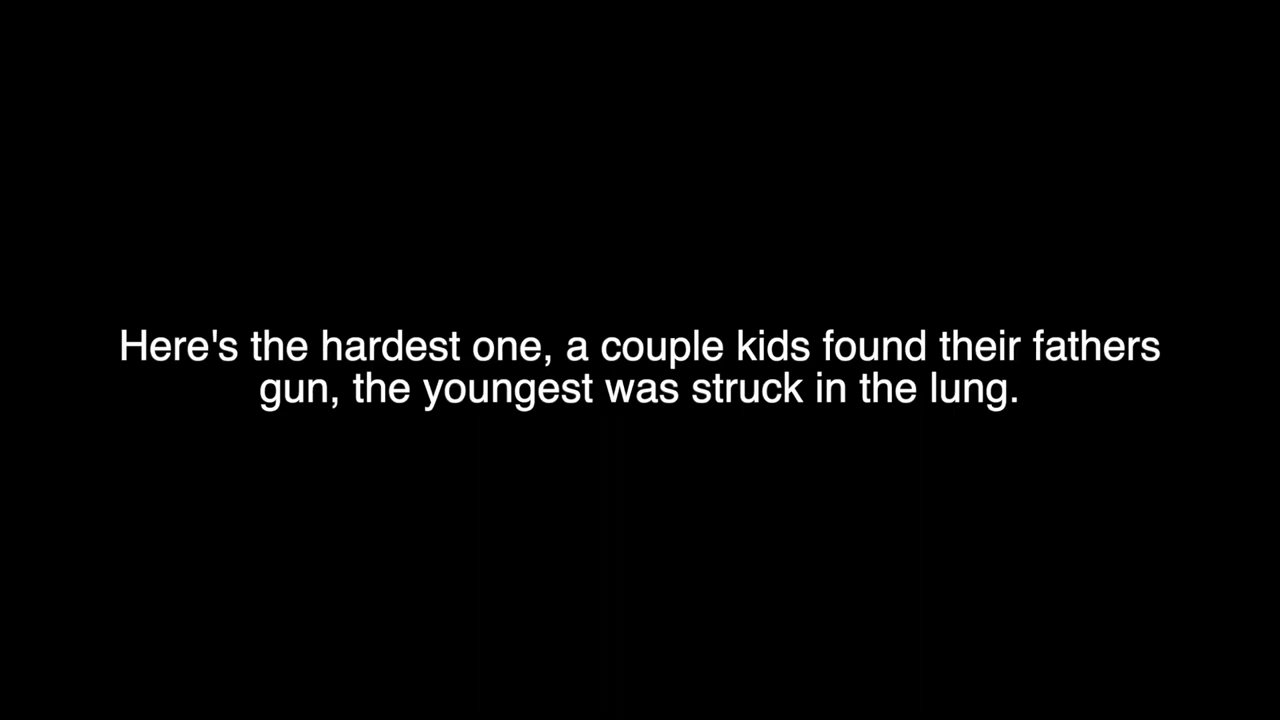 Here's the hardest one, a couple kids found their fathers
gun, the youngest was struck in the lung.